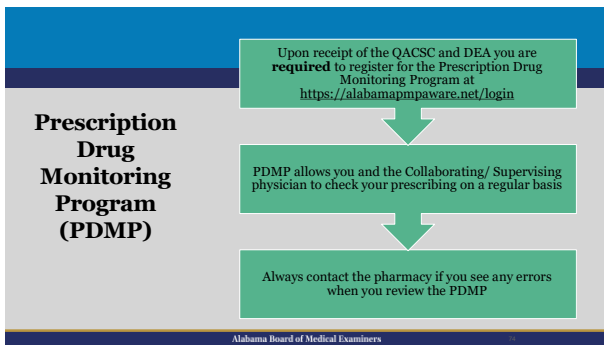 Prescription
Drug
Monitoring
Program
(PDMP)
Upon receipt of the QACSC and DEA you are
required to register for the Prescription Drug
Monitoring Program at
https://alabamapmpaware.net/login
PDMP allows you and the Collaborating/ Supervising
physician to check your prescribing on a regular basis
Always contact the pharmacy if you see any errors
when you review the PDMP
Alabama Board of Medical Examiners
74